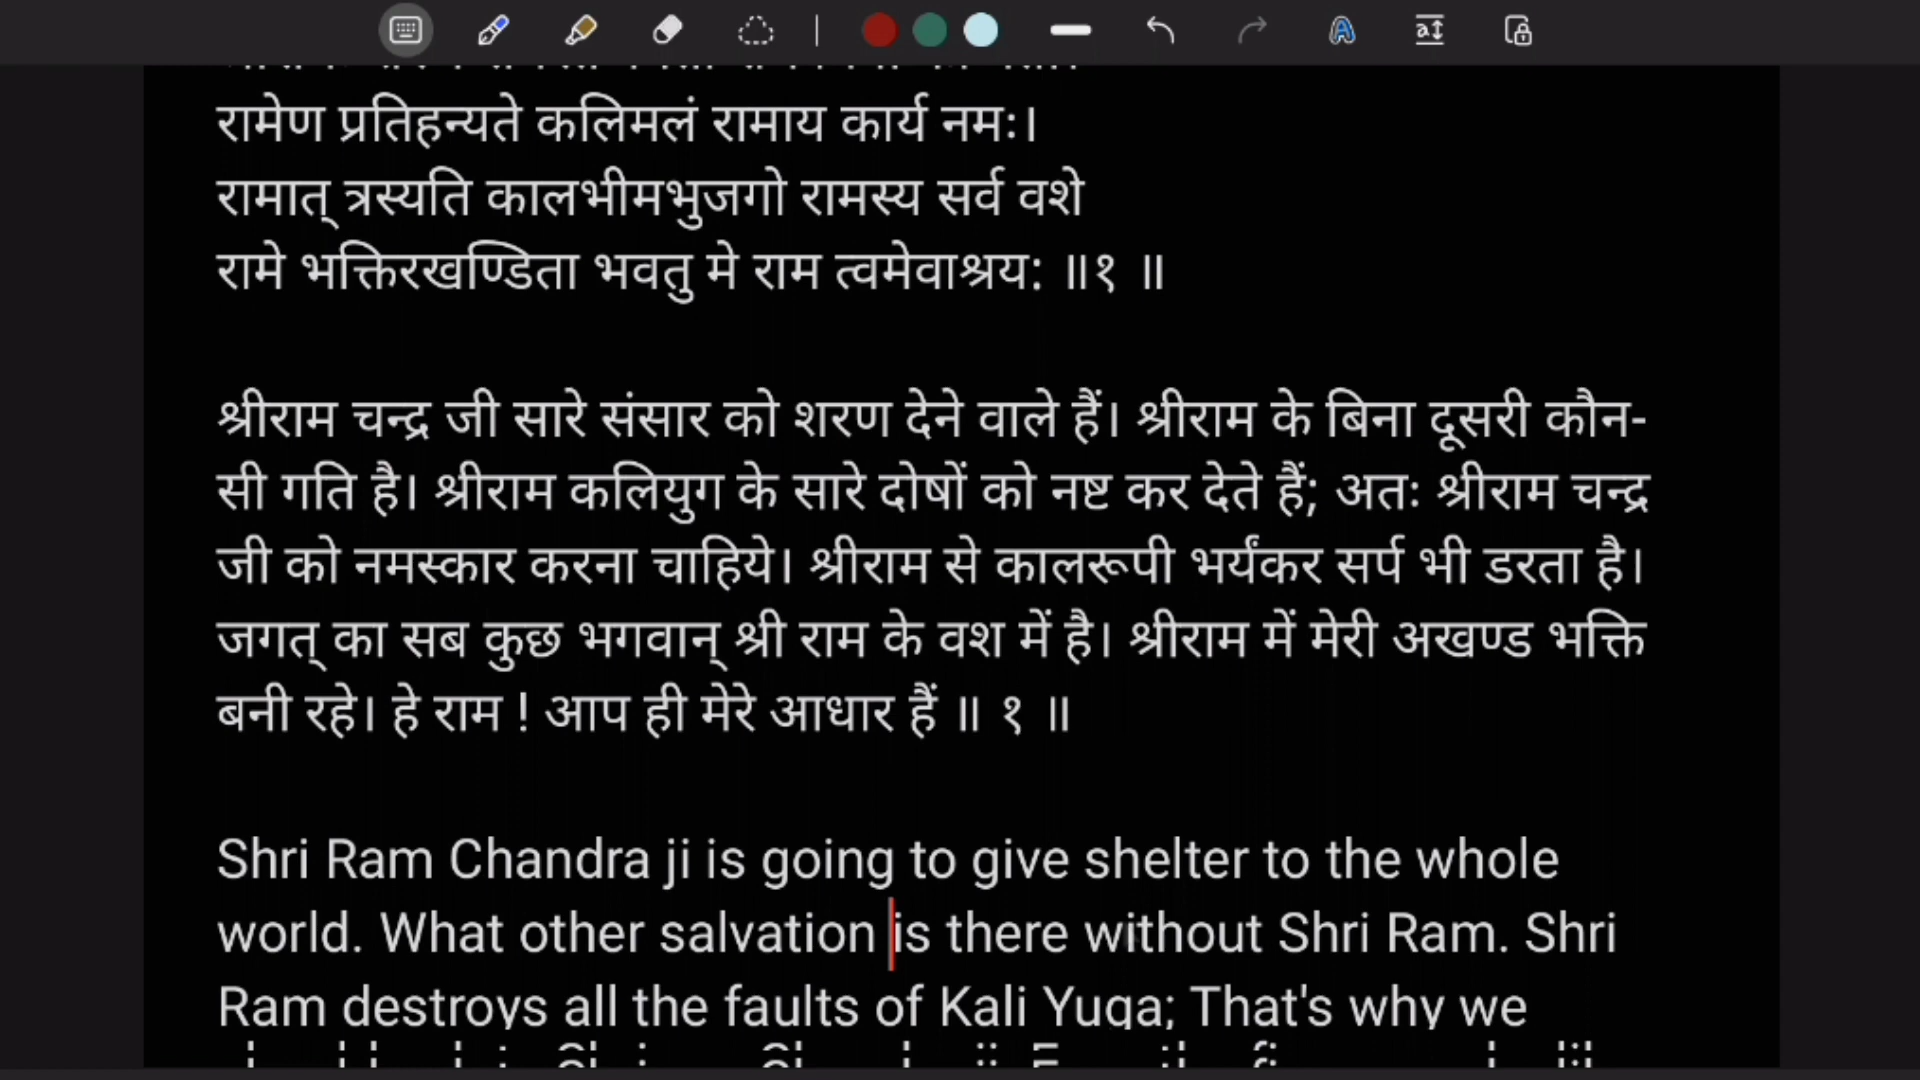 रामेण प्रतिहन्यते कलिमलं रामाय कार्य नमः।
रामात् त्रस्यति कालभीमभुजगो रामस्य सर्व वशे
रामे भक्तिरखण्डिता भवतु मे राम त्वमेवाश्रय: ॥१ ॥
श्रीराम चन्द्र जी सारे संसार को शरण देने वाले हैं। श्रीराम के बिना दूसरी कौन-
सी गति है। श्रीराम कलियुग के सारे दोषों को नष्ट कर देते हैं; अतः श्रीराम चन्द्र
जी को नमस्कार करना चाहिये। श्रीराम से कालरूपी भयंकर सर्प भी डरता है।
जगत् का सब कुछ भगवान् श्री राम के वश में है। श्रीराम में मेरी अखण्ड भक्ति
बनी रहे। हे राम ! आप ही मेरे आधार हैं ॥ १ ॥
Shri Ram Chandra ji is going to give shelter to the whole
world. What other salvation is there without Shri Ram. Shri
Ram destroys all the faults of Kali Yuga; That's why we